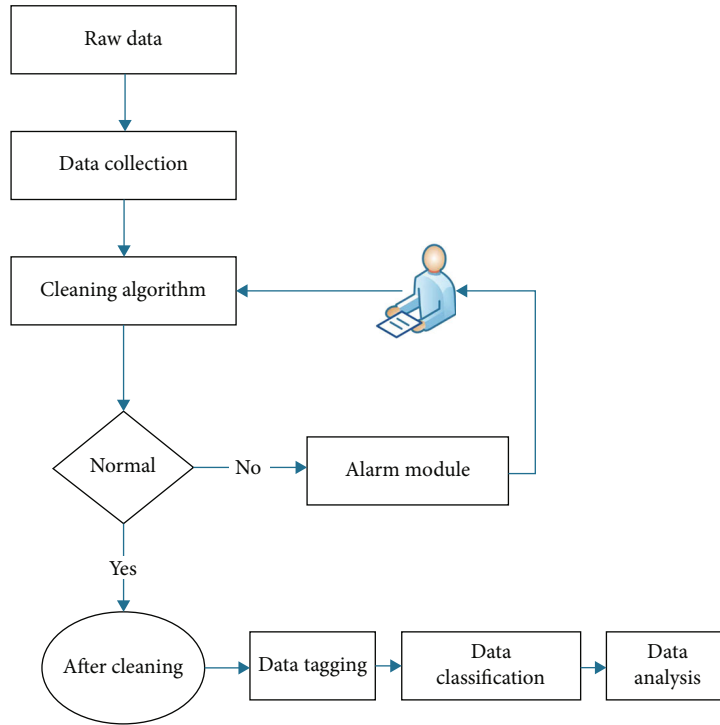 Raw data
Data collection
Cleaning algorithm
Normal
No
Alarm module
Yes
After cleaning
Data tagging
Data
classification
Data
analysis